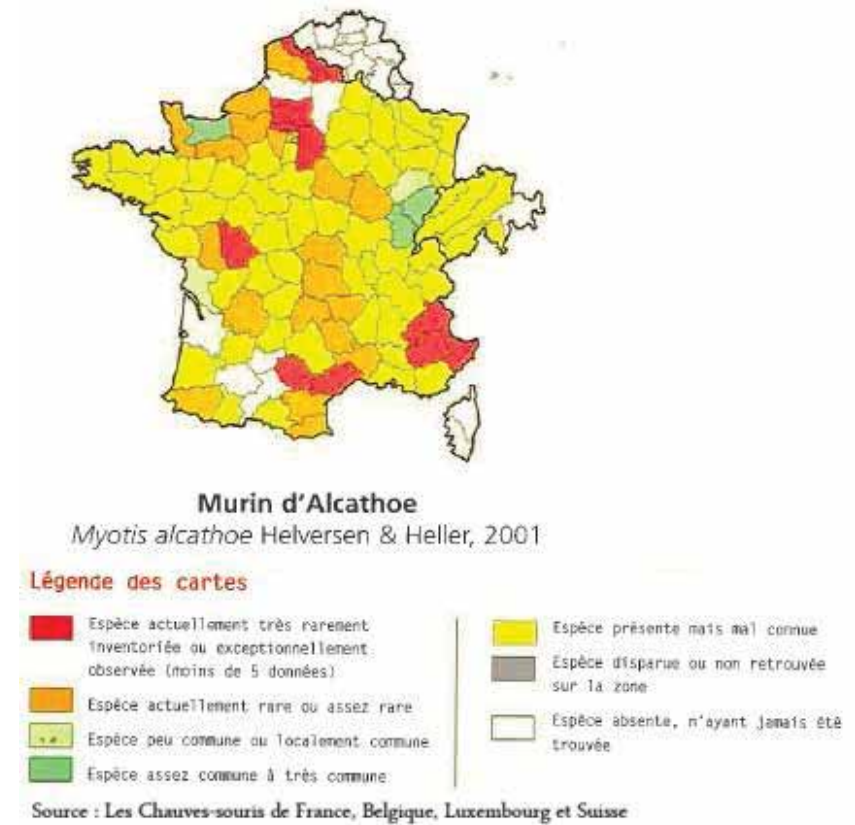 Murin d'Alcathoe
Myotis alcathoe Helversen & Heller, 2001
Légende des cartes
Espèce actuellement très rarement
inventoriée ou exceptionnellement
observée (moins de 5 données)
Espèce actuellement rare ou assez rare
Espèce peu commune ou localement commune
Espèce assez commune à très commune
Espèce présente mais mal connue
Espèce disparue ou non retrouvée
sur la zone
Espèce absente, n'ayant jamais été
trouvée
Source : Les Chauves-souris de France, Belgique, Luxembourg et Suisse